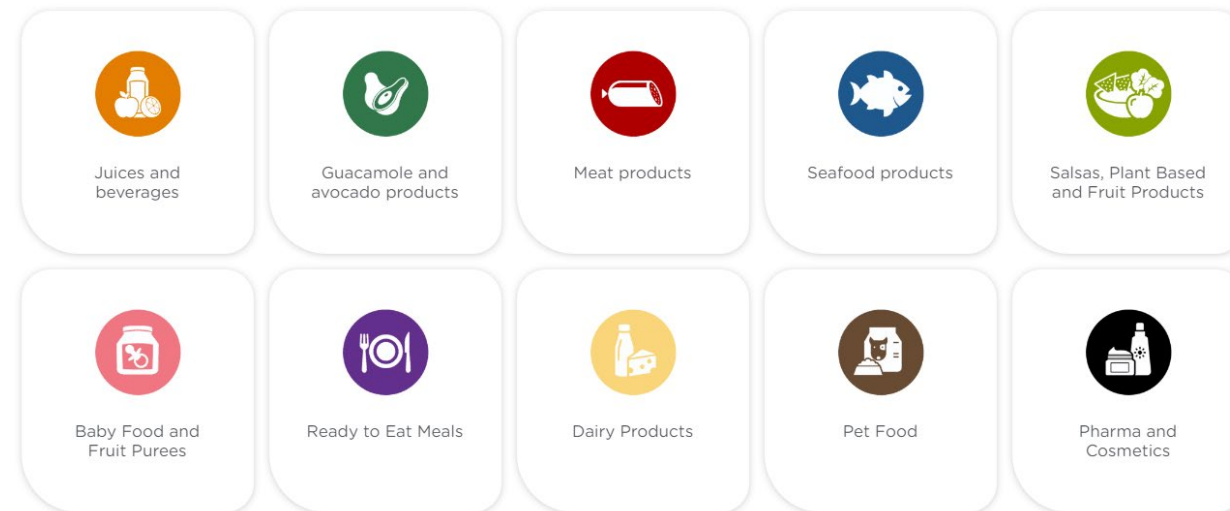 Juices and
beverages
Guacamole and
avocado products
Meat products
Seafood products
Salsas, Plant Based
and Fruit Products
Baby Food and
Fruit Purees
Ready to Eat Meals
Dairy Products
Pet Food
Pharma and
Cosmetics